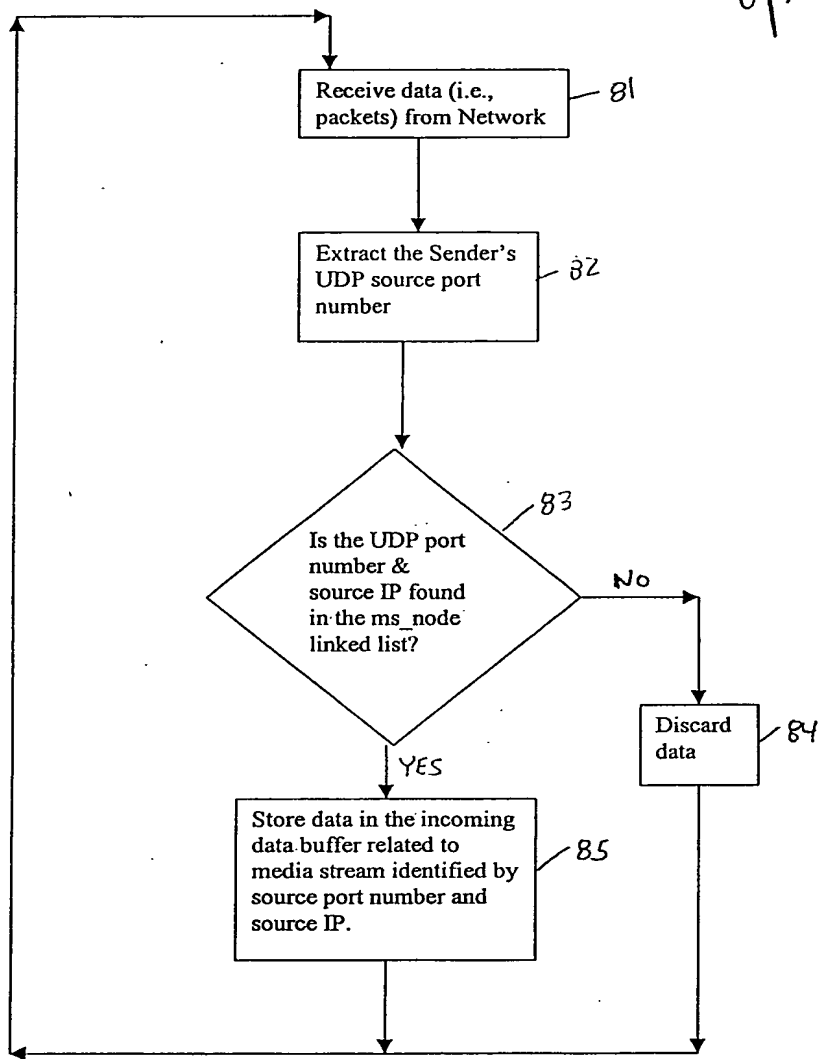 Receive data (i.e.,
packets) from Network
81
Extract the Sender's
UDP source port
number
82
Is the UDP port
number &
source IP found
in the ms_node
linked list?
83
NO
Discard
data
84
YES
Store data in the incoming
data buffer related to
media stream identified by
source port number and
source IP.
85